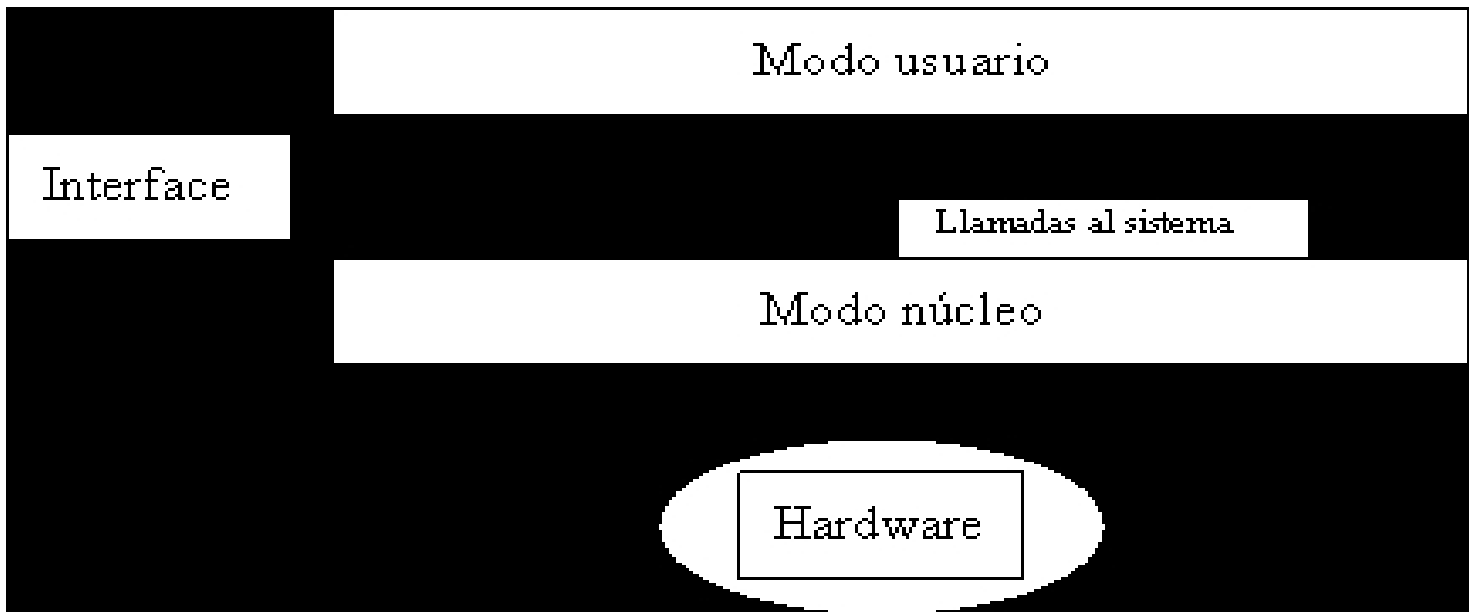 Modo usuario
Interface
Llamadas al sistema
Modo núcleo
Hardware